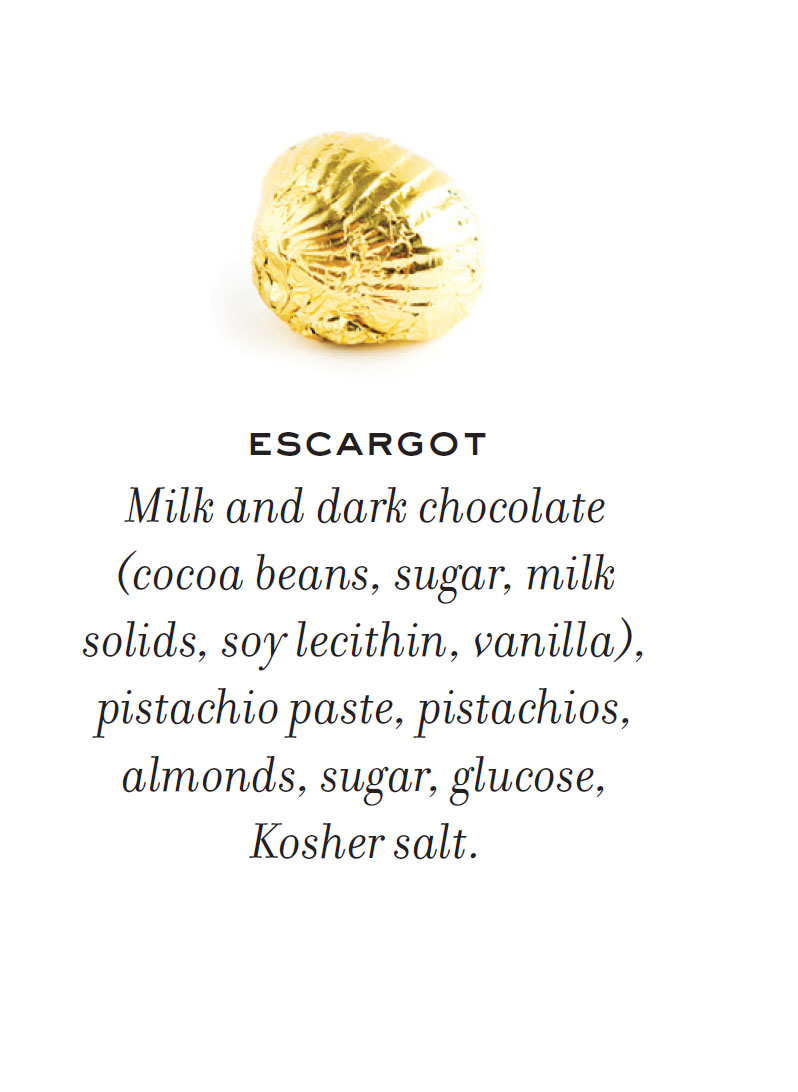 ESCARGOT
Milk and dark chocolate
(cocoa beans, sugar, milk
solids, soy lecithin, vanilla),
pistachio paste, pistachios,
almonds, sugar, glucose,
Kosher salt.